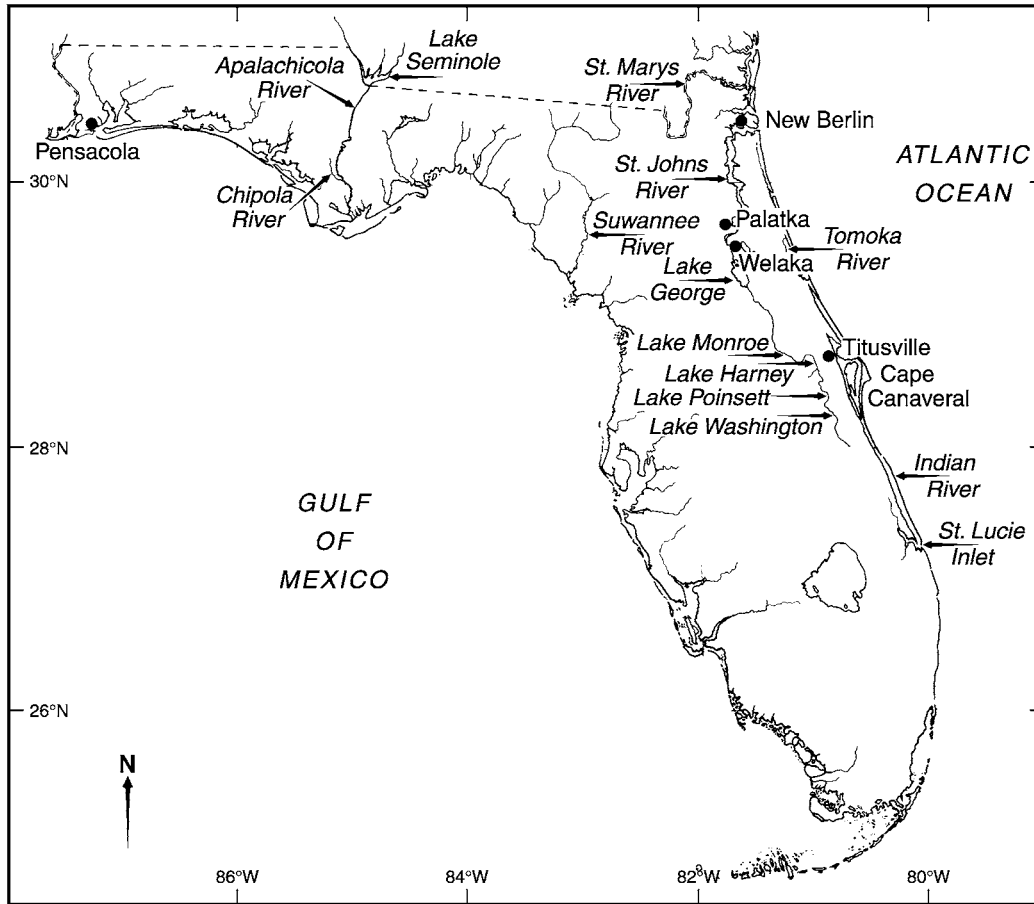 Lake
Seminole
Apalachicola
River
St. Marys
River
Pensacola
New Berlin
ATLANTIC
OCEAN
30°N
Chipola
River
St. Johns
River
Suwannee
River
Palatka
Welaka
Tomoka
River
Lake
George
Lake Monroe
Titusville
Lake Harney
Cape
Canaveral
Lake Poinsett
Lake Washington
28°N
Indian
River
GULF
OF
MEXICO
St. Lucie
Inlet
26°N
N
86°W
84°W
82°W
80°W